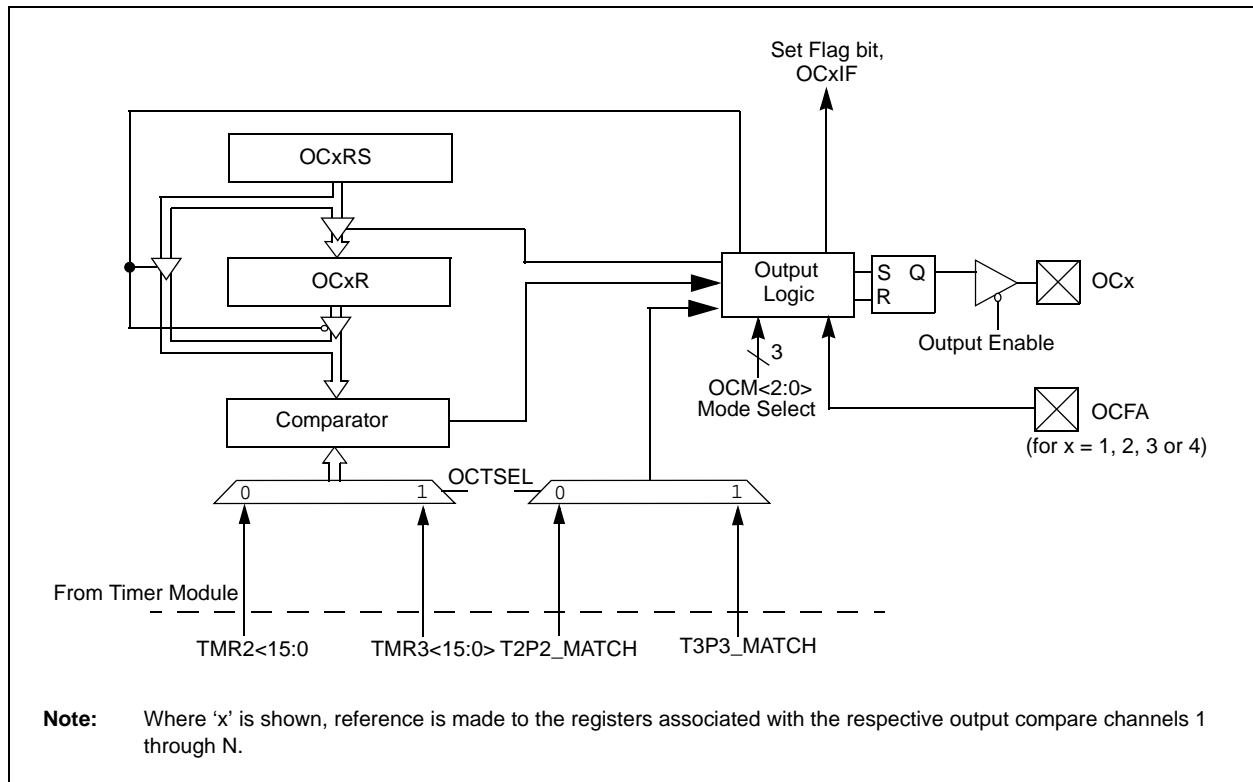 Set Flag bit,
OCxIF
OCxRS
OCxR
Output
Logic
S Q
R
OCx
Output Enable
3
OCM<2:0>
Mode Select
OCFA
(for x = 1, 2, 3 or 4)
Comparator
OCTSEL
0 1
0 1
From Timer Module
TMR2<15:0 TMR3<15:0> T2P2_MATCH T3P3_MATCH
Note: Where ‘x’ is shown, reference is made to the registers associated with the respective output compare channels 1
through N.